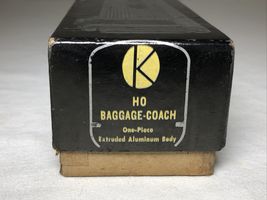 K
HO
BAGGAGE-COACH
One-Piece
Extruded Aluminum Body